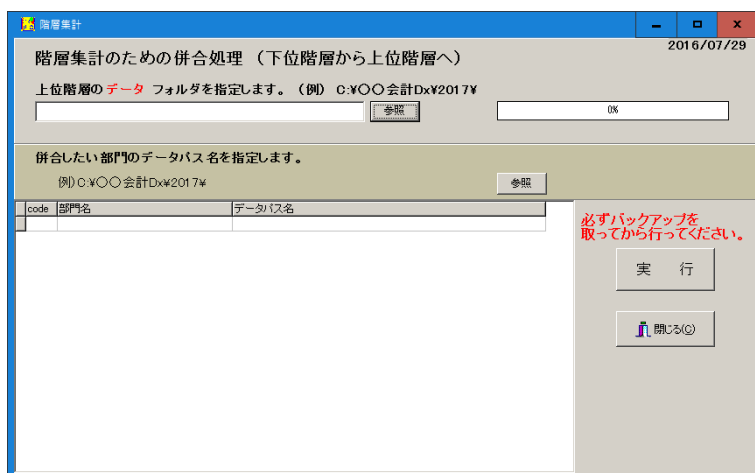 階層集計
2016/07/29
階層集計のための併合処理 (下位階層から上位階層へ)
上位階層の データ フォルダを指定します。 (例) C:¥〇〇会計Dx¥2017¥
参照
0%
併合したい部門のデータパス名を指定します。
例) C:¥〇〇会計Dx¥2017¥
参照
code 部門名 データパス名
必ずバックアップを
取ってから行ってください。
実 行
閉じる(C)